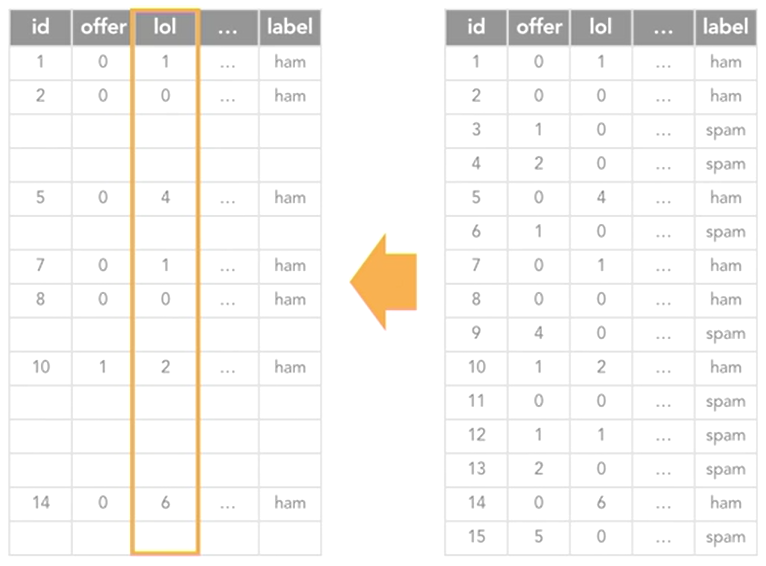 id offer lol ... label
1 0 1 ... ham
2 0 0 ... ham
5 0 4 ... ham
7 0 1 ... ham
8 0 0 ... ham
10 1 2 ... ham
14 0 6 ... ham
id offer lol ... label
1 0 1 ... ham
2 0 0 ... ham
3 1 0 ... spam
4 2 0 ... spam
5 0 4 ... ham
6 1 0 ... spam
7 0 1 ... ham
8 0 0 ... ham
9 4 0 ... spam
10 1 2 ... ham
11 0 0 ... spam
12 1 1 ... spam
13 2 0 ... spam
14 0 6 ... ham
15 5 0 ... spam